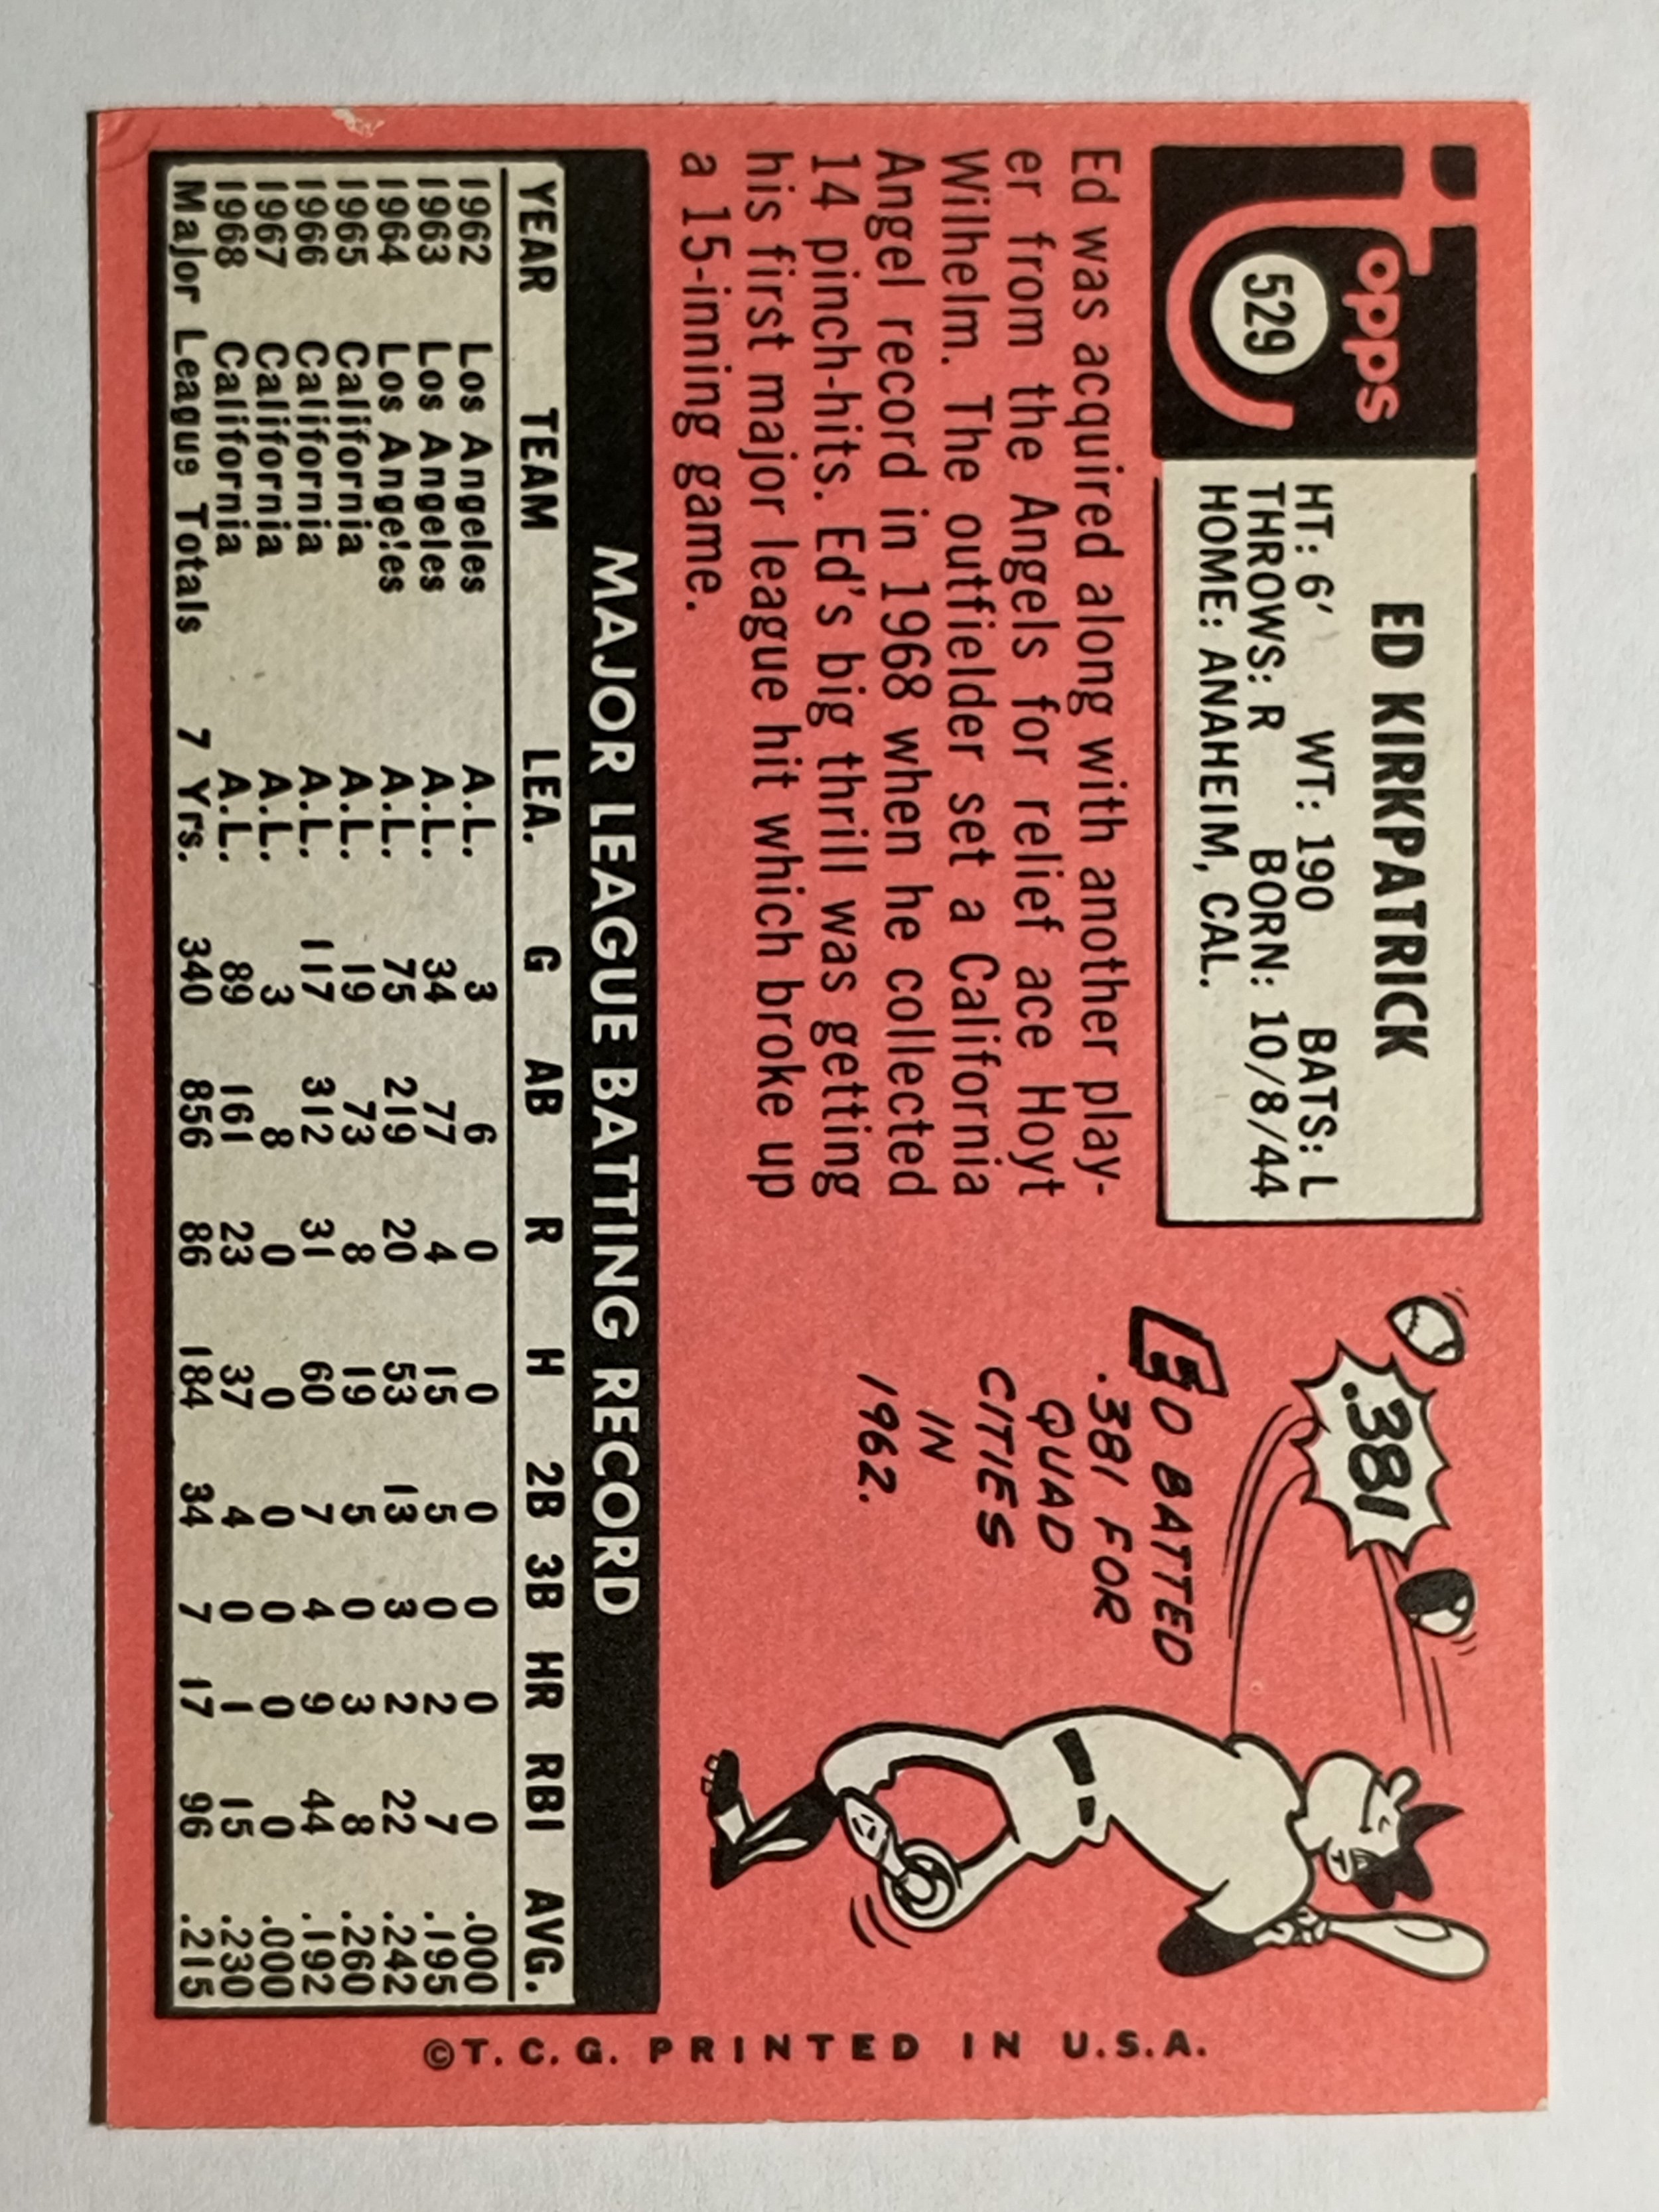 Topps
529
ED KIRKPATRICK
HT: 6' WT: 190 BATS: L
THROWS: R BORN: 10/8/44
HOME: ANAHEIM, CAL.
Ed was acquired along with another play-
er from the Angels for relief ace Hoyt
Wilhelm. The outfielder set a California
Angel record in 1968 when he collected
14 pinch-hits. Ed's big thrill was getting
his first major league hit which broke up
a 15-inning game.
.381
ED BATTED
.381 FOR
QUAD
CITIES
IN
1962.
MAJOR LEAGUE BATTING RECORD
YEAR TEAM LEA. G AB R H 2B 3B HR RBI AVG.
1962 Los Angeles A.L. 3 6 0 0 0 0 0 0 .000
1963 Los Angeles A.L. 34 77 4 15 5 0 2 7 .195
1964 Los Angeles A.L. 75 219 20 53 13 3 2 22 .242
1965 California A.L. 19 73 8 19 5 0 3 8 .260
1966 California A.L. 117 312 31 60 7 4 9 44 .192
1967 California A.L. 3 8 0 0 0 0 0 0 .000
1968 California A.L. 89 161 23 37 4 0 1 15 .230
Major League Totals 7 Yrs. 340 856 86 184 34 7 17 96 .215
©T.C.G. PRINTED IN U.S.A.